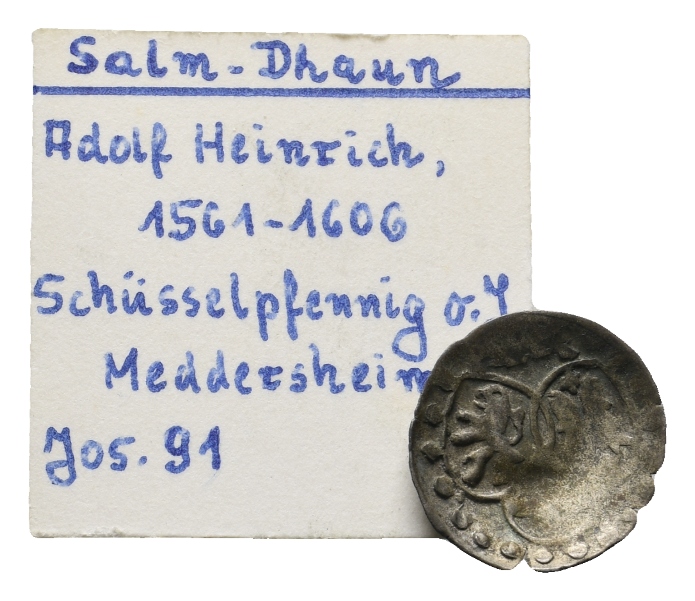 Salm-Dhaun
Adolf Heinrich,
1561-1606
Schüsselpfennig o.J
Meddersheim
Jos. 91